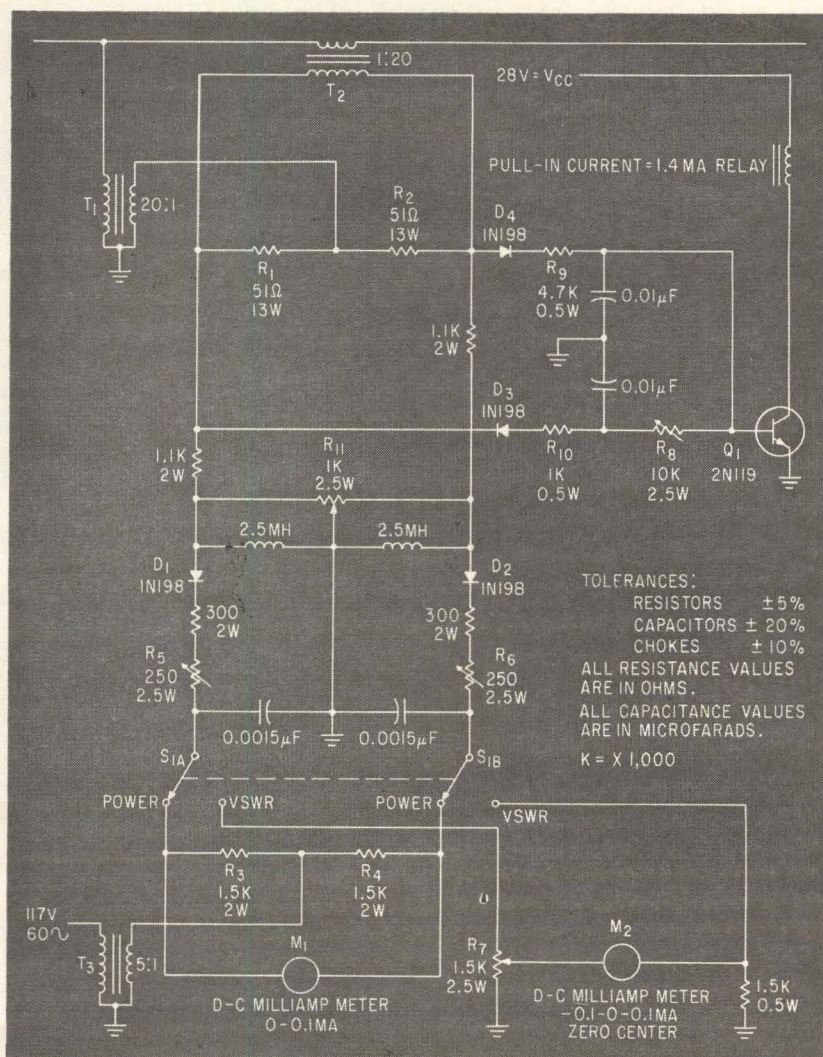 1:20
T2
28V = VCC
PULL-IN CURRENT = 1.4 MA RELAY
T1
20:1
R2
51Ω
13W
D4
1N198
R1
51Ω
13W
R9
4.7K
0.5W
0.01µF
1.1K
2W
0.01µF
D3
1N198
1.1K
2W
R11
1K
2.5W
R10
1K
0.5W
R8
10K
2.5W
Q1
2N119
2.5MH
2.5MH
D1
1N198
D2
1N198
300
2W
300
2W
R5
250
2.5W
R6
250
2.5W
TOLERANCES:
RESISTORS ±5%
CAPACITORS ±20%
CHOKES ±10%
ALL RESISTANCE VALUES
ARE IN OHMS.
ALL CAPACITANCE VALUES
ARE IN MICROFARADS.
K = X 1,000
0.0015µF
0.0015µF
S1A
S1B
POWER
VSWR
POWER
VSWR
R3
1.5K
2W
R4
1.5K
2W
117V
60∿
T3
5:1
M1
D-C MILLIAMP METER
0-0.1MA
R7
1.5K
2.5W
M2
D-C MILLIAMP METER
-0.1-0-0.1MA
ZERO CENTER
1.5K
0.5W